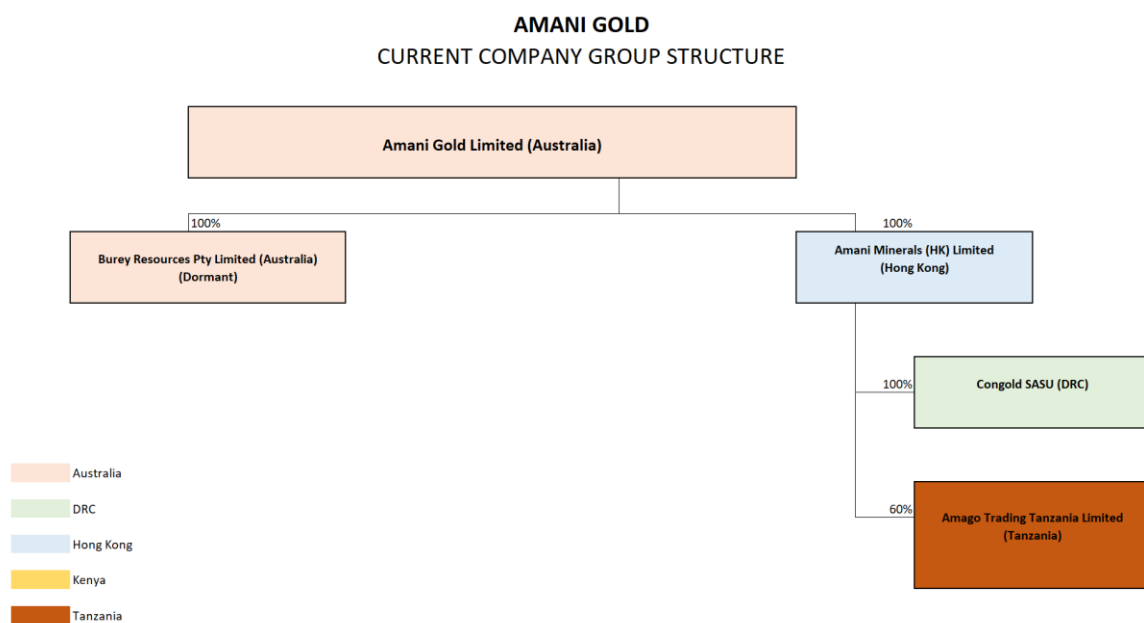 AMANI GOLD
CURRENT COMPANY GROUP STRUCTURE
Amani Gold Limited (Australia)
100%
100%
Burey Resources Pty Limited (Australia)
(Dormant)
Amani Minerals (HK) Limited
(Hong Kong)
100%
Congold SASU (DRC)
60%
Amago Trading Tanzania Limited
(Tanzania)
Australia
DRC
Hong Kong
Kenya
Tanzania